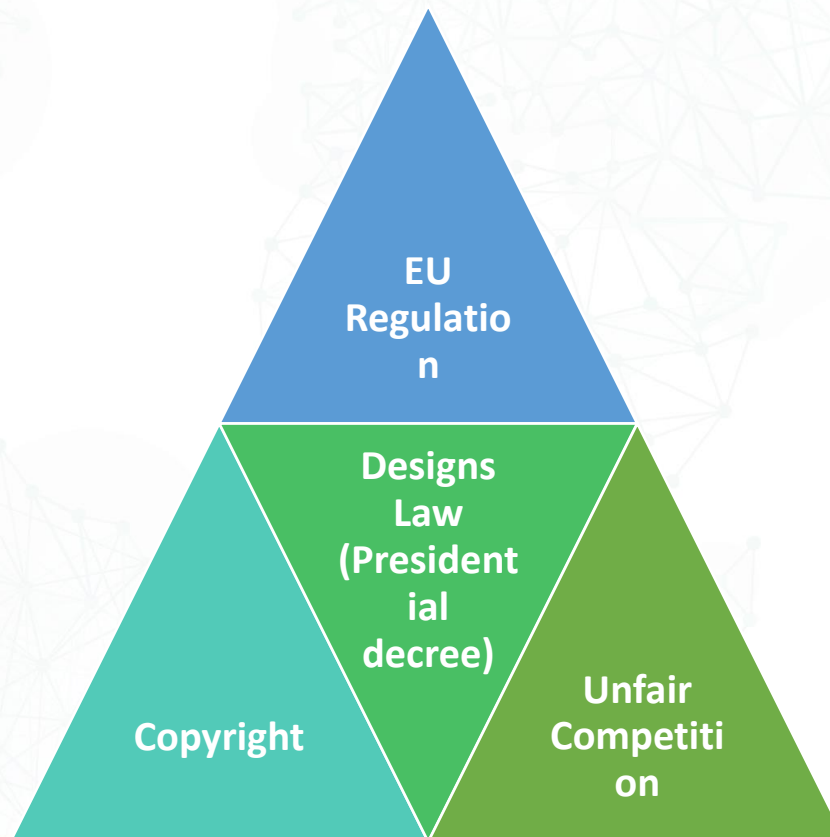 EU
Regulatio
n
Designs
Law
(President
ial
decree)
Copyright
Unfair
Competiti
on